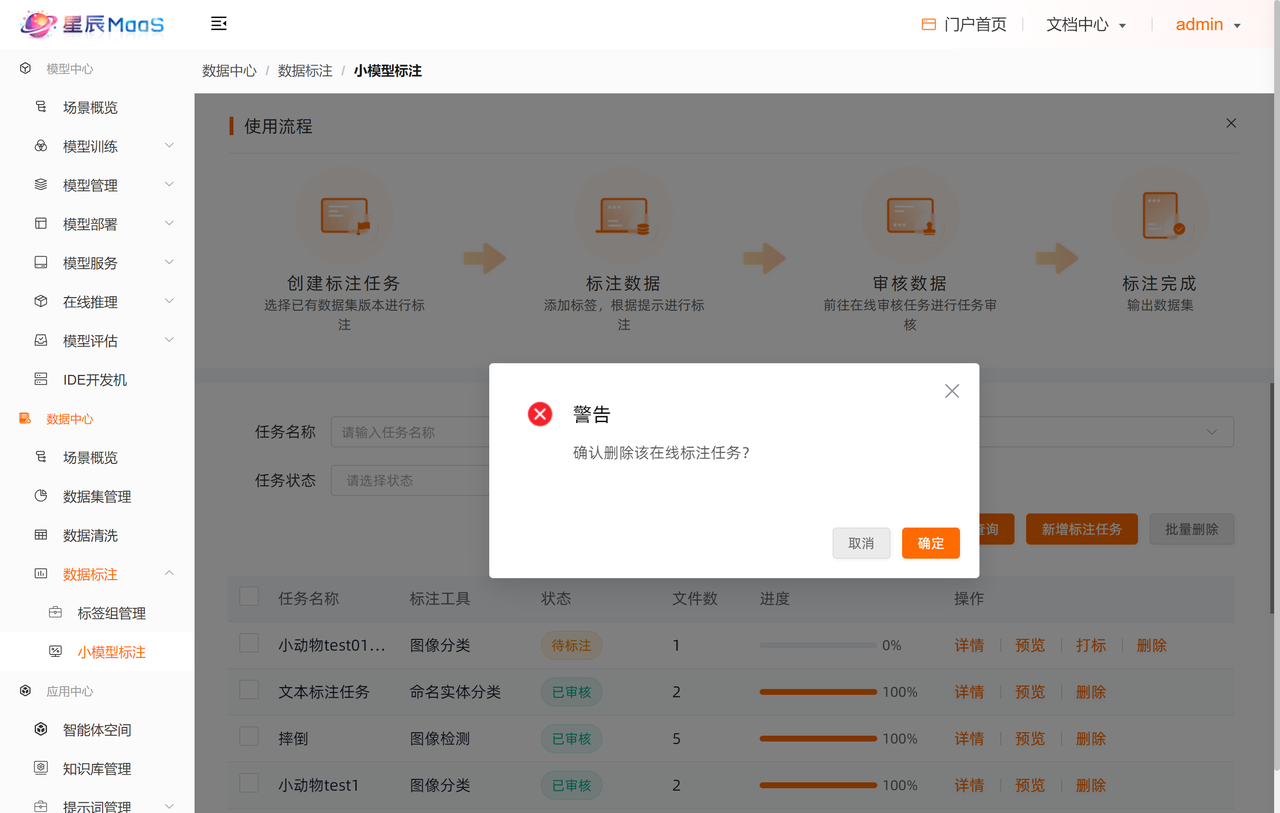 星辰MaaS
门户首页
文档中心
admin
模型中心
场景概览
模型训练
模型管理
模型部署
模型服务
在线推理
模型评估
IDE开发机
数据中心
场景概览
数据集管理
数据清洗
数据标注
标签组管理
小模型标注
应用中心
智能体空间
知识库管理
提示词管理
数据中心 / 数据标注 / 小模型标注
使用流程
创建标注任务
选择已有数据集版本进行标
注
标注数据
添加标签，根据提示进行标
注
审核数据
前往在线审核任务进行任务审
核
标注完成
输出数据集
任务名称 请输入任务名称
任务状态 请选择状态
询 新增标注任务 批量删除
警告
确认删除该在线标注任务？
取消 确定
任务名称 标注工具 状态 文件数 进度 操作
小动物test01... 图像分类 待标注 1 0% 详情 预览 打标 删除
文本标注任务 命名实体分类 已审核 2 100% 详情 预览 删除
摔倒 图像检测 已审核 5 100% 详情 预览 删除
小动物test1 图像分类 已审核 2 100% 详情 预览 删除